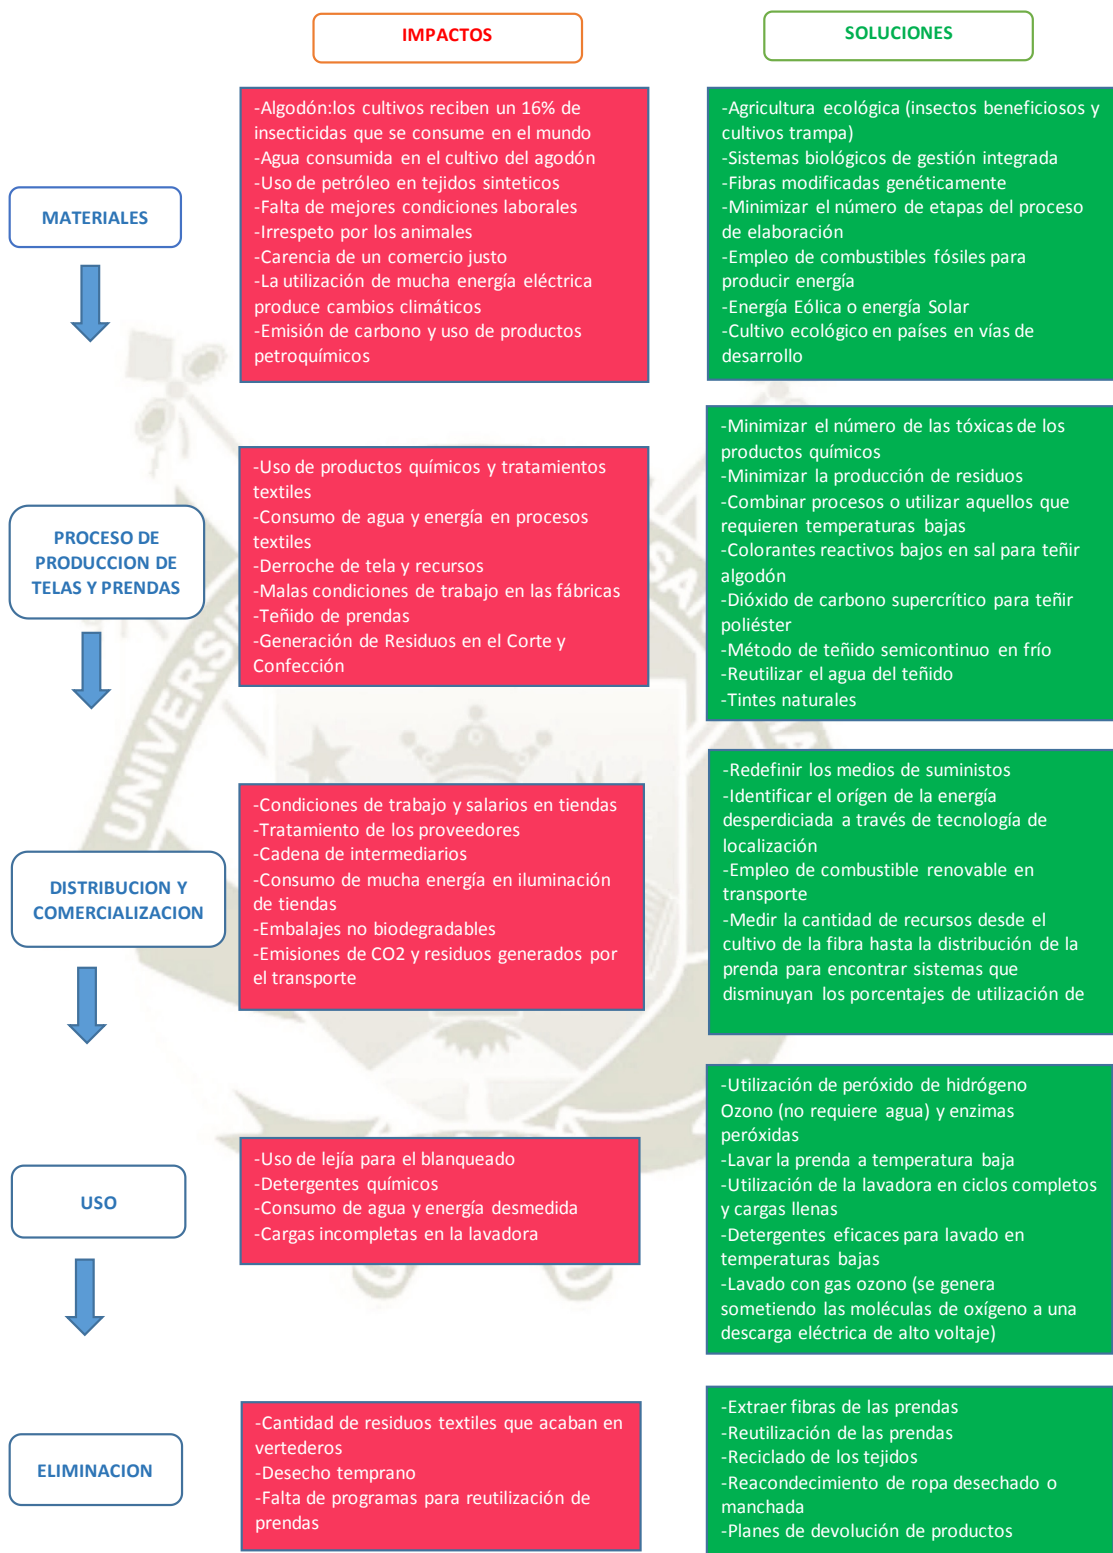 IMPACTOS
SOLUCIONES
MATERIALES
-Algodón:los cultivos reciben un 16% de
insecticidas que se consume en el mundo
-Agua consumida en el cultivo del agodón
-Uso de petróleo en tejidos sinteticos
-Falta de mejores condiciones laborales
-Irrespeto por los animales
-Carencia de un comercio justo
-La utilización de mucha energía eléctrica
produce cambios climáticos
-Emisión de carbono y uso de productos
petroquímicos
-Agricultura ecológica (insectos beneficiosos y
cultivos trampa)
-Sistemas biológicos de gestión integrada
-Fibras modificadas genéticamente
-Minimizar el número de etapas del proceso
de elaboración
-Empleo de combustibles fósiles para
producir energía
-Energía Eólica o energía Solar
-Cultivo ecológico en países en vías de
desarrollo
PROCESO DE
PRODUCCION DE
TELAS Y PRENDAS
-Uso de productos químicos y tratamientos
textiles
-Consumo de agua y energía en procesos
textiles
-Derroche de tela y recursos
-Malas condiciones de trabajo en las fábricas
-Teñido de prendas
-Generación de Residuos en el Corte y
Confección
-Minimizar el número de las tóxicas de los
productos químicos
-Minimizar la producción de residuos
-Combinar procesos o utilizar aquellos que
requieren temperaturas bajas
-Colorantes reactivos bajos en sal para teñir
algodón
-Dióxido de carbono supercrítico para teñir
poliéster
-Método de teñido semicontinuo en frío
-Reutilizar el agua del teñido
-Tintes naturales
DISTRIBUCION Y
COMERCIALIZACION
-Condiciones de trabajo y salarios en tiendas
-Tratamiento de los proveedores
-Cadena de intermediarios
-Consumo de mucha energía en iluminación
de tiendas
-Embalajes no biodegradables
-Emisiones de CO2 y residuos generados por
el transporte
-Redefinir los medios de suministos
-Identificar el orígen de la energía
desperdiciada a través de tecnología de
localización
-Empleo de combustible renovable en
transporte
-Medir la cantidad de recursos desde el
cultivo de la fibra hasta la distribución de la
prenda para encontrar sistemas que
disminuyan los porcentajes de utilización de
USO
-Uso de lejía para el blanqueado
-Detergentes químicos
-Consumo de agua y energía desmedida
-Cargas incompletas en la lavadora
-Utilización de peróxido de hidrógeno
Ozono (no requiere agua) y enzimas
peróxidas
-Lavar la prenda a temperatura baja
-Utilización de la lavadora en ciclos completos
y cargas llenas
-Detergentes eficaces para lavado en
temperaturas bajas
-Lavado con gas ozono (se genera
sometiendo las moléculas de oxígeno a una
descarga eléctrica de alto voltaje)
ELIMINACION
-Cantidad de residuos textiles que acaban en
vertederos
-Desecho temprano
-Falta de programas para reutilización de
prendas
-Extraer fibras de las prendas
-Reutilización de las prendas
-Reciclado de los tejidos
-Reacondecimiento de ropa desechado o
manchada
-Planes de devolución de productos